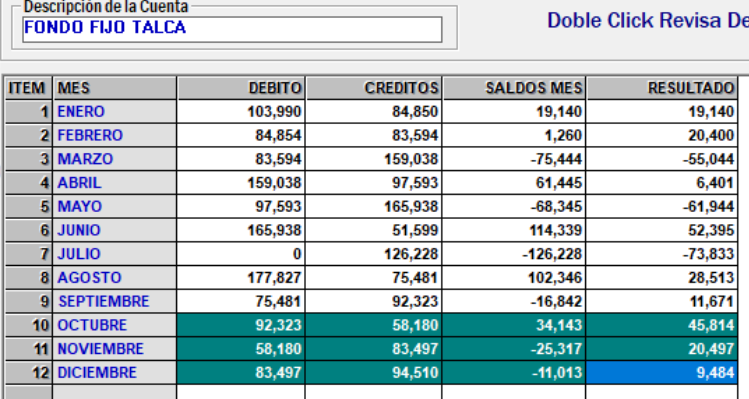 Descripción de la Cuenta
FONDO FIJO TALCA
Doble Click Revisa De
ITEM MES DEBITO CREDITOS SALDOS MES RESULTADO
1 ENERO 103,990 84,850 19,140 19,140
2 FEBRERO 84,854 83,594 1,260 20,400
3 MARZO 83,594 159,038 -75,444 -55,044
4 ABRIL 159,038 97,593 61,445 6,401
5 MAYO 97,593 165,938 -68,345 -61,944
6 JUNIO 165,938 51,599 114,339 52,395
7 JULIO 0 126,228 -126,228 -73,833
8 AGOSTO 177,827 75,481 102,346 28,513
9 SEPTIEMBRE 75,481 92,323 -16,842 11,671
10 OCTUBRE 92,323 58,180 34,143 45,814
11 NOVIEMBRE 58,180 83,497 -25,317 20,497
12 DICIEMBRE 83,497 94,510 -11,013 9,484